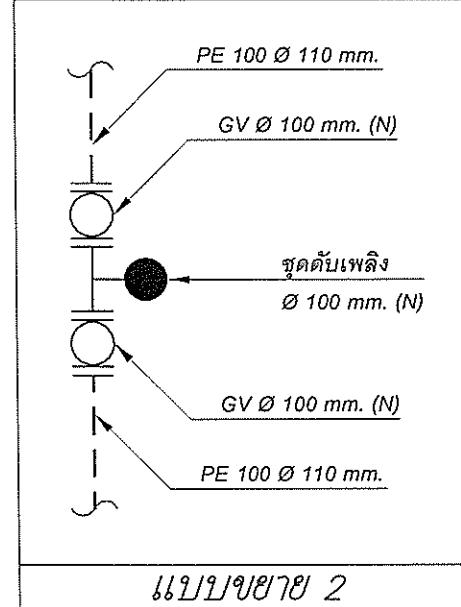 PE 100 Ø 110 mm.
GV Ø 100 mm. (N)
ชุดดับเพลิง
Ø 100 mm. (N)
GV Ø 100 mm. (N)
PE 100 Ø 110 mm.
แบบขยาย 2